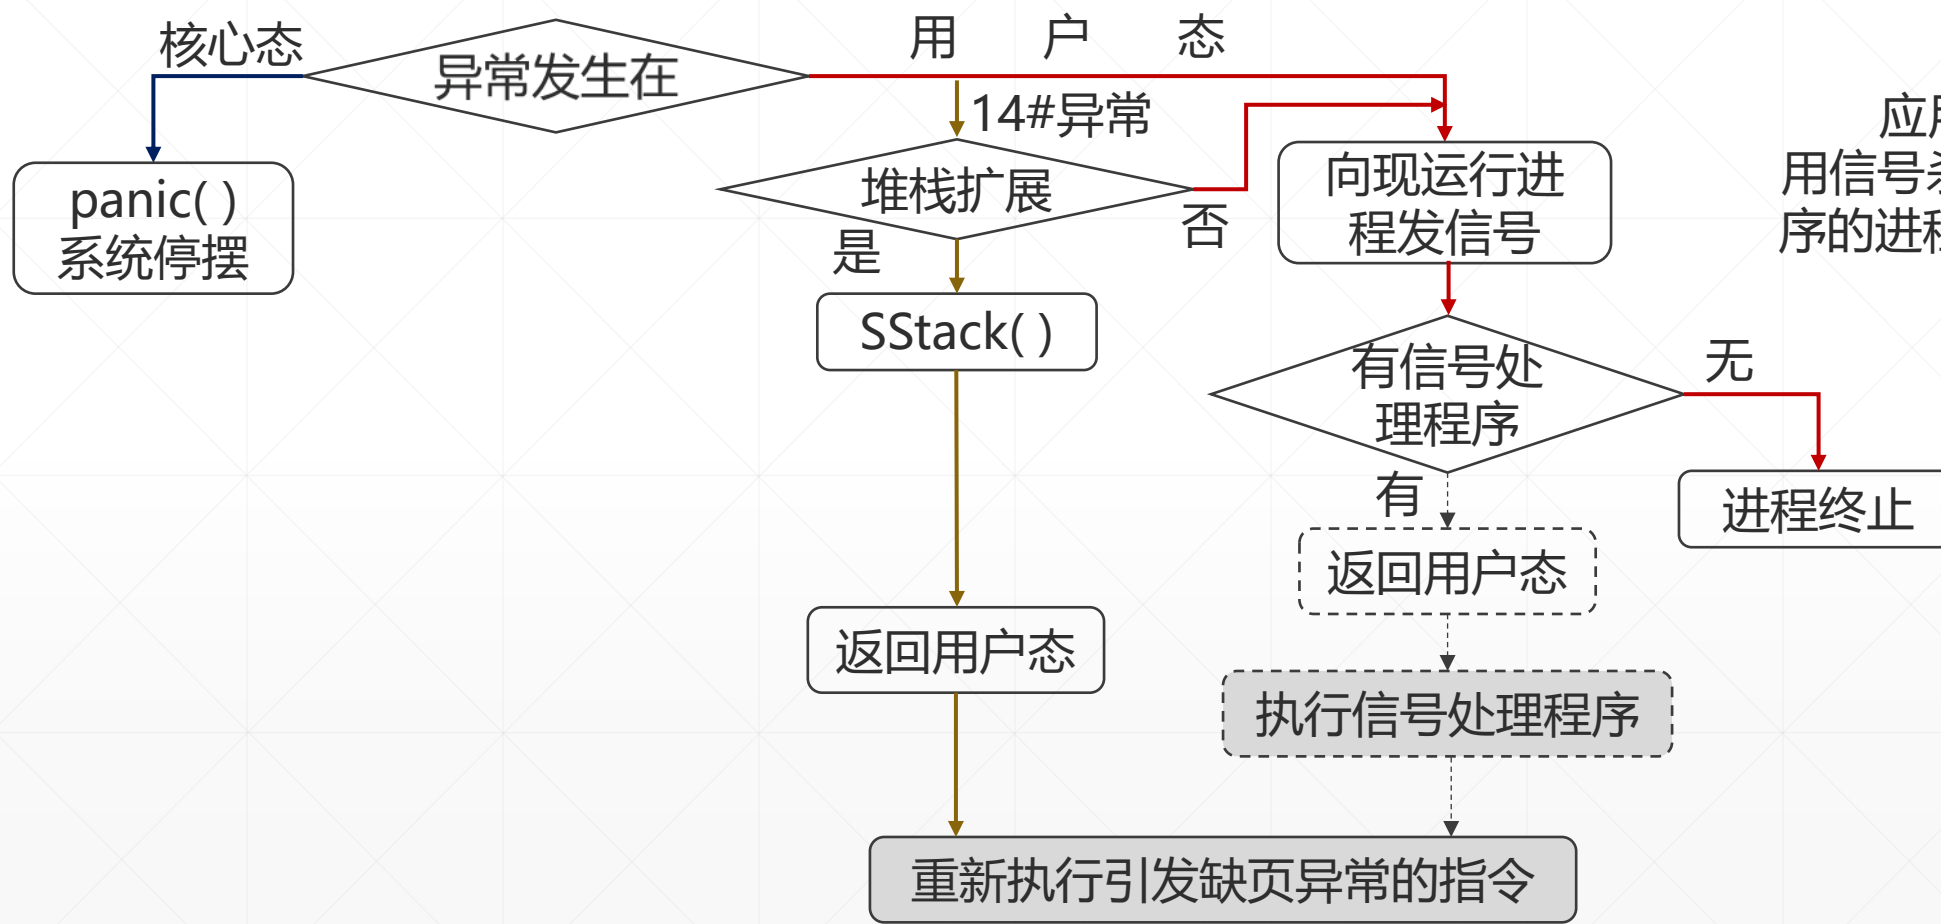 核心态
异常发生在
用 户 态
14#异常
panic( )
系统停摆
堆栈扩展
是
否
向现运行进
程发信号
应
用信号
序的进
SStack( )
有信号处
理程序
无
有
进程终止
返回用户态
返回用户态
执行信号处理程序
重新执行引发缺页异常的指令